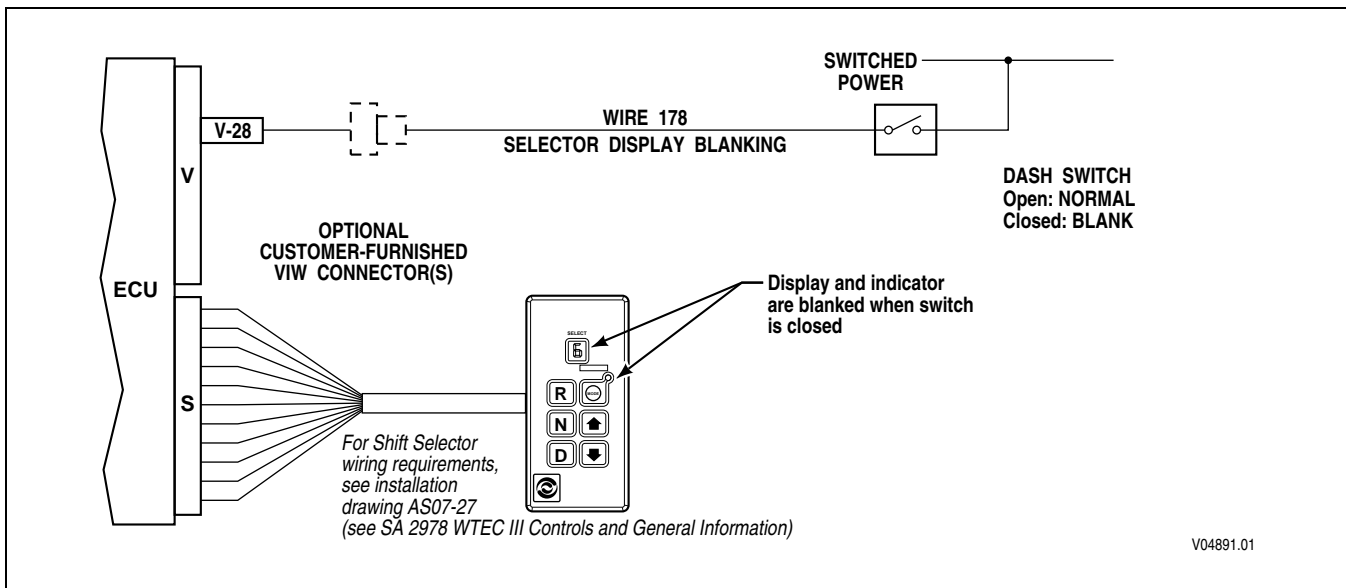 SWITCHED
POWER
V-28
WIRE 178
SELECTOR DISPLAY BLANKING
V
DASH SWITCH
Open: NORMAL
Closed: BLANK
OPTIONAL
CUSTOMER-FURNISHED
VIW CONNECTOR(S)
ECU
Display and indicator
are blanked when switch
is closed
SELECT
6
S
R
MODE
N
D
For Shift Selector
wiring requirements,
see installation
drawing AS07-27
(see SA 2978 WTEC III Controls and General Information)
V04891.01